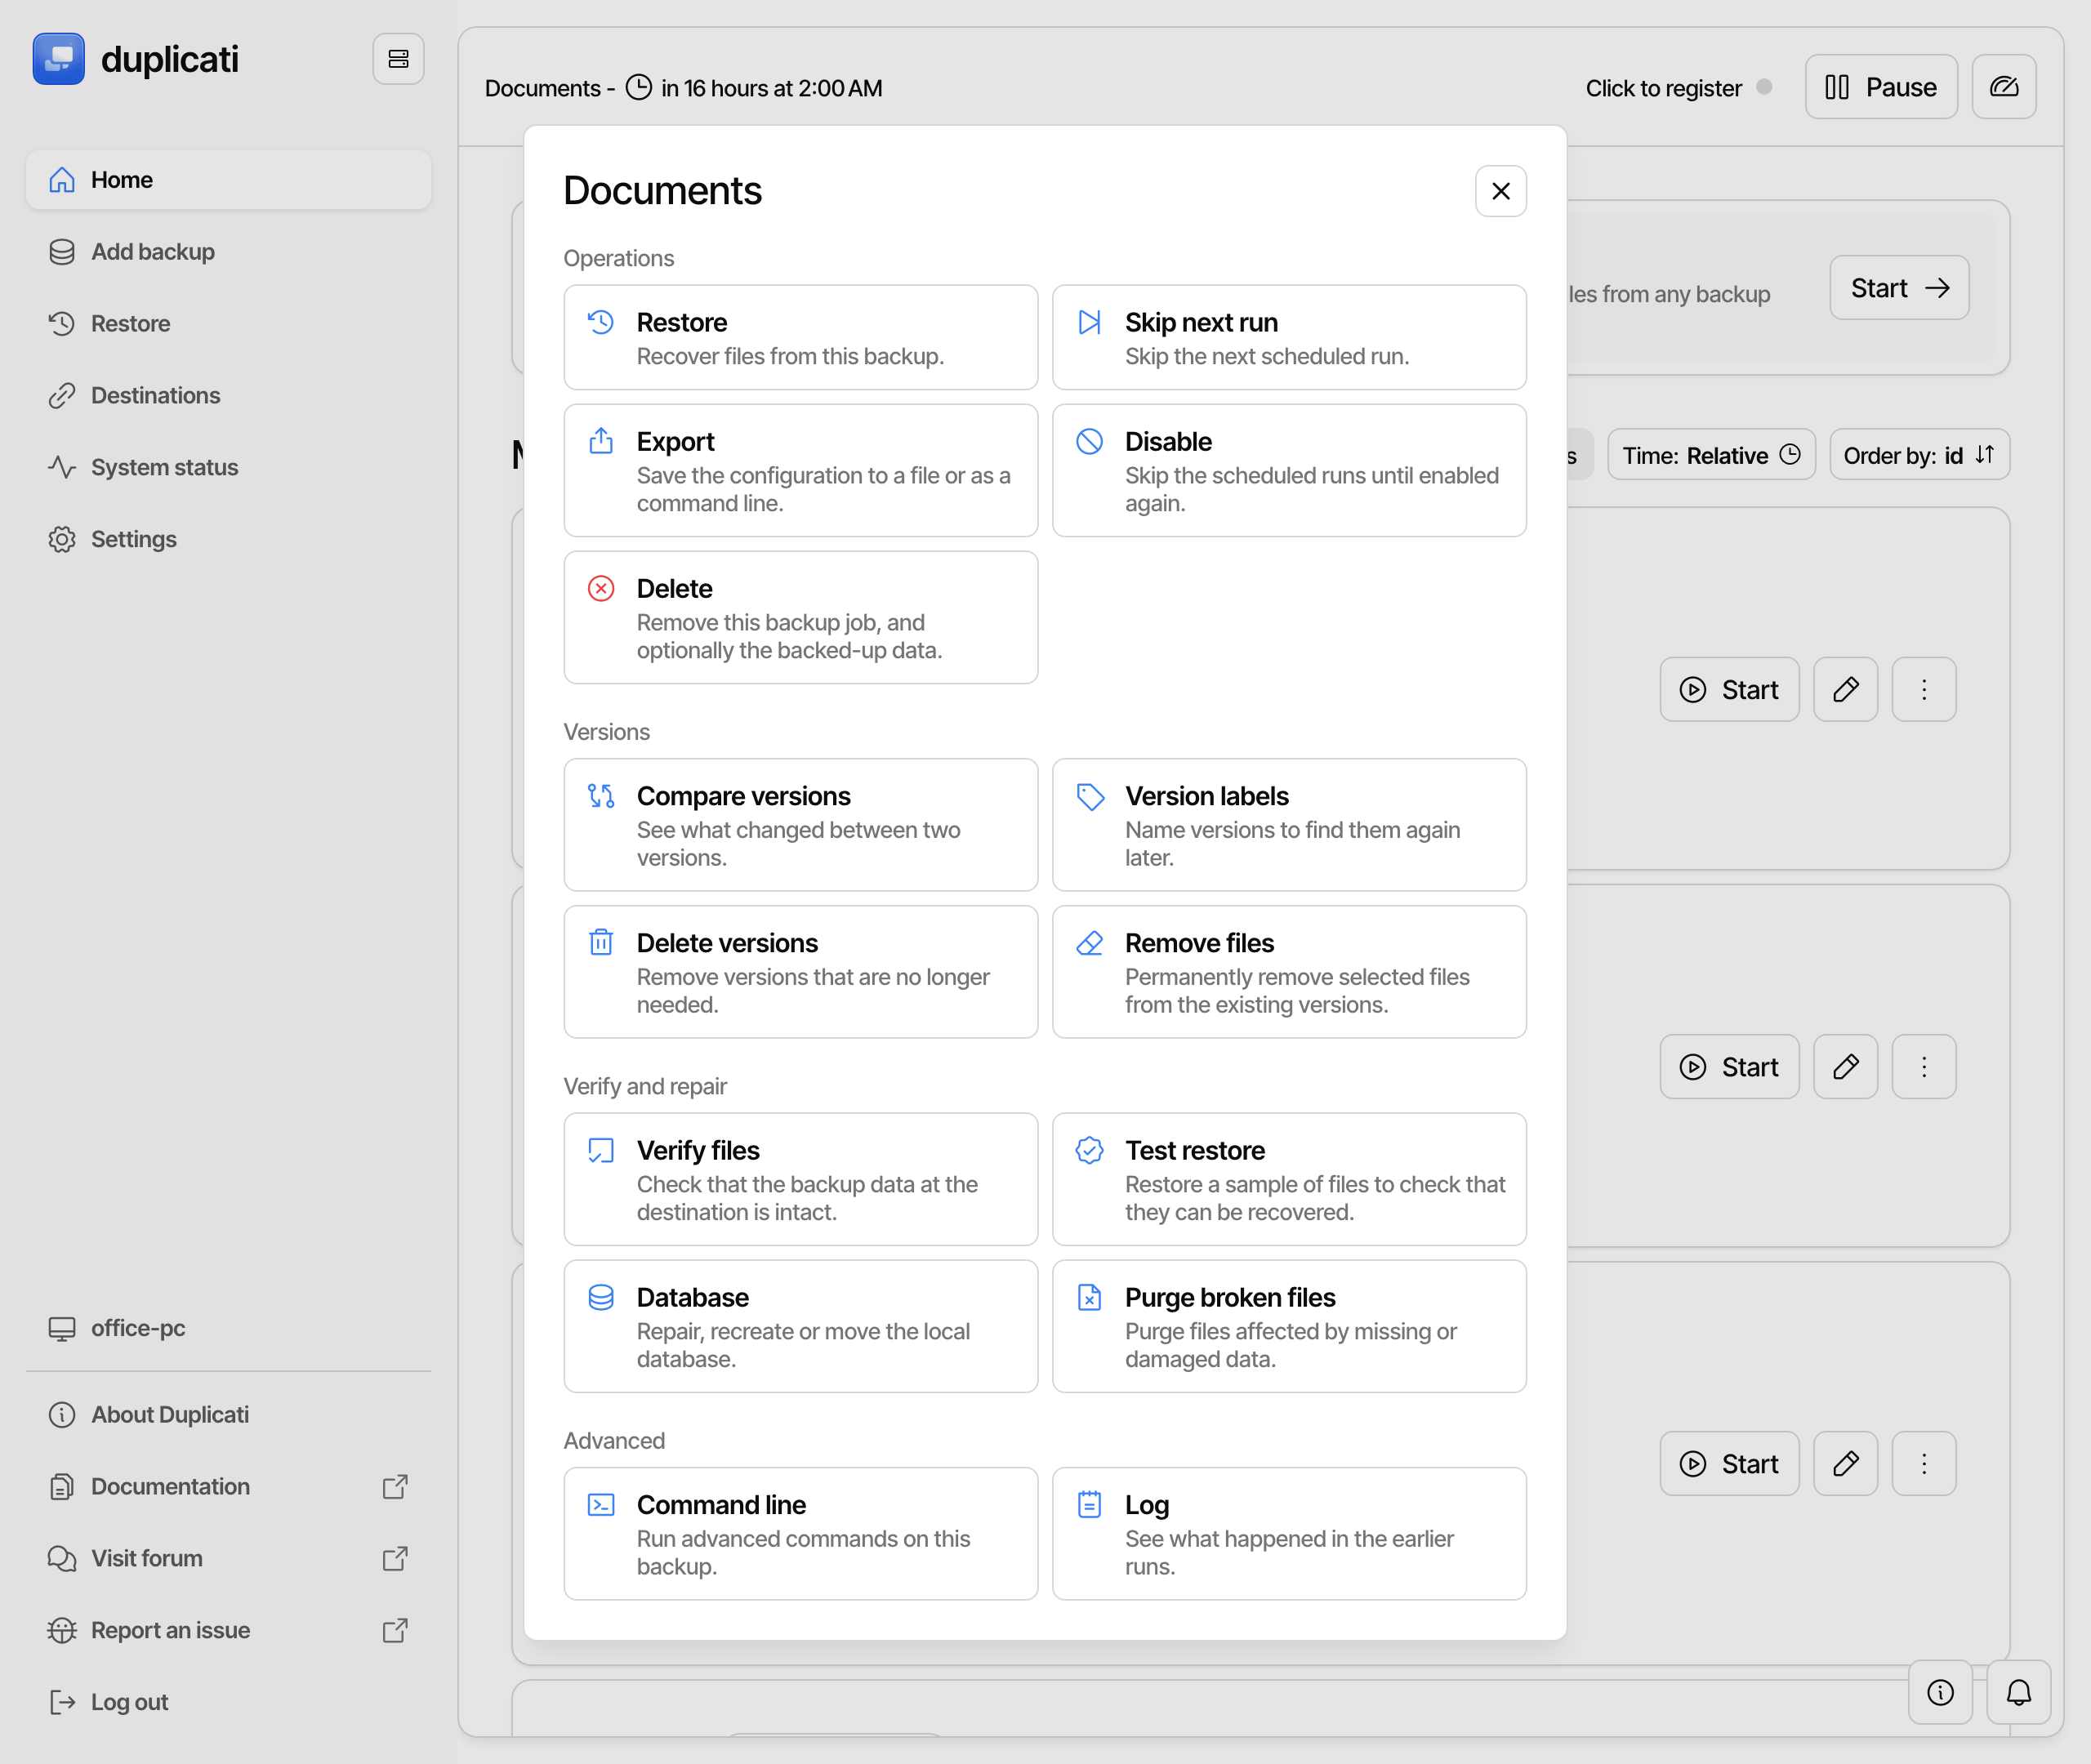 duplicati
Home
Add backup
Restore
Destinations
System status
Settings
office-pc
About Duplicati
Documentation
Visit forum
Report an issue
Log out
Documents - in 16 hours at 2:00 AM
Click to register
Pause
les from any backup
Start
s
Time: Relative
Order by: id
Start
Start
Start
Documents
Operations
Restore
Recover files from this backup.
Skip next run
Skip the next scheduled run.
Export
Save the configuration to a file or as a
command line.
Disable
Skip the scheduled runs until enabled
again.
Delete
Remove this backup job, and
optionally the backed-up data.
Versions
Compare versions
See what changed between two
versions.
Version labels
Name versions to find them again
later.
Delete versions
Remove versions that are no longer
needed.
Remove files
Permanently remove selected files
from the existing versions.
Verify and repair
Verify files
Check that the backup data at the
destination is intact.
Test restore
Restore a sample of files to check that
they can be recovered.
Database
Repair, recreate or move the local
database.
Purge broken files
Purge files affected by missing or
damaged data.
Advanced
Command line
Run advanced commands on this
backup.
Log
See what happened in the earlier
runs.